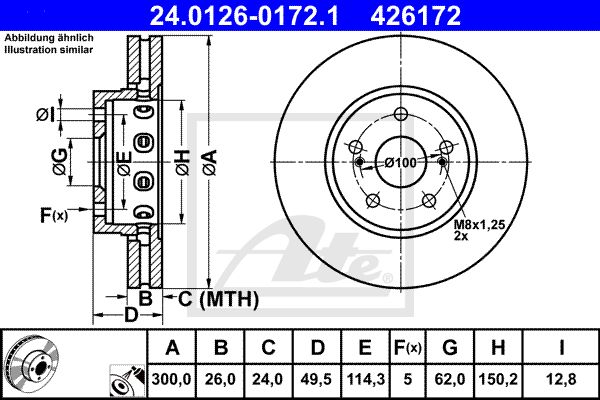 24.0126-0172.1 426172
Abbildung ähnlich
Illustration similar
ØI
ØG
ØE
ØH
ØA
F(x)
B
C (MTH)
D
Ø100
M8x1,25
2x
Ate
A B C D E F(x) G H I
300,0 26,0 24,0 49,5 114,3 5 62,0 150,2 12,8